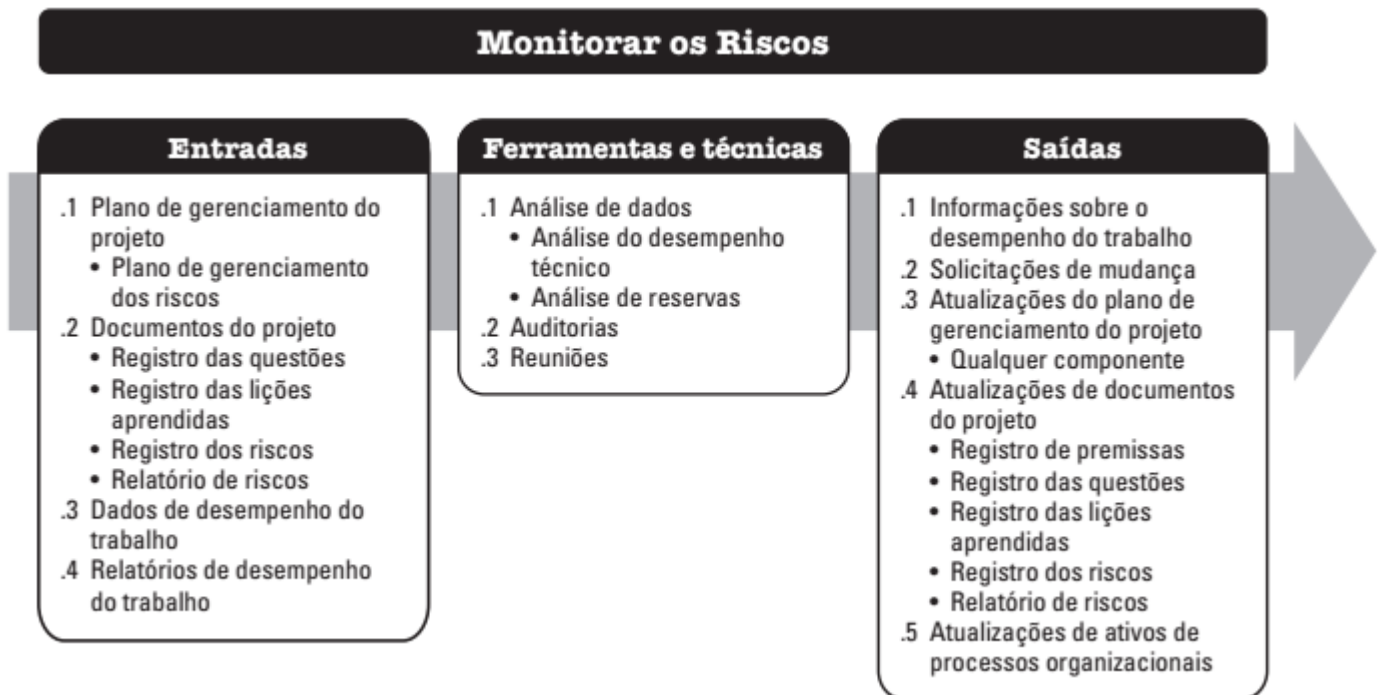 Monitorar os Riscos
Entradas
.1 Plano de gerenciamento do
projeto
• Plano de gerenciamento
dos riscos
.2 Documentos do projeto
• Registro das questões
• Registro das lições
aprendidas
• Registro dos riscos
• Relatório de riscos
.3 Dados de desempenho do
trabalho
.4 Relatórios de desempenho
do trabalho
Ferramentas e técnicas
.1 Análise de dados
• Análise do desempenho
técnico
• Análise de reservas
.2 Auditorias
.3 Reuniões
Saídas
.1 Informações sobre o
desempenho do trabalho
.2 Solicitações de mudança
.3 Atualizações do plano de
gerenciamento do projeto
• Qualquer componente
.4 Atualizações de documentos
do projeto
• Registro de premissas
• Registro das questões
• Registro das lições
aprendidas
• Registro dos riscos
• Relatório de riscos
.5 Atualizações de ativos de
processos organizacionais